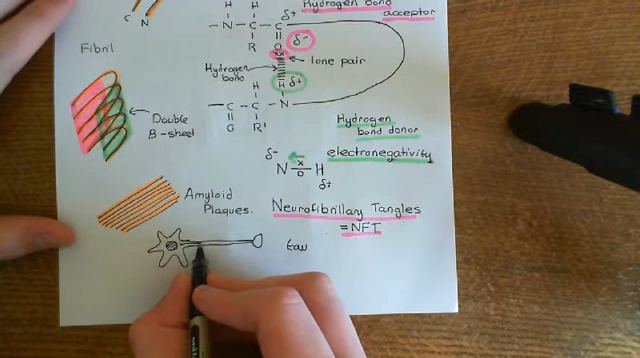 C N
H H δ+
Hydrogen bond
acceptor
N C C
R O δ-
Fibril
lone pair
Hydrogen
bond
H H δ+
C C N
O R'
Double
B-sheet
Hydrogen
bond donor
electronegativity
δ-
N x o H
δ+
Amyloid
Plaques.
Neurofibrillary Tangles
= NFT
tau